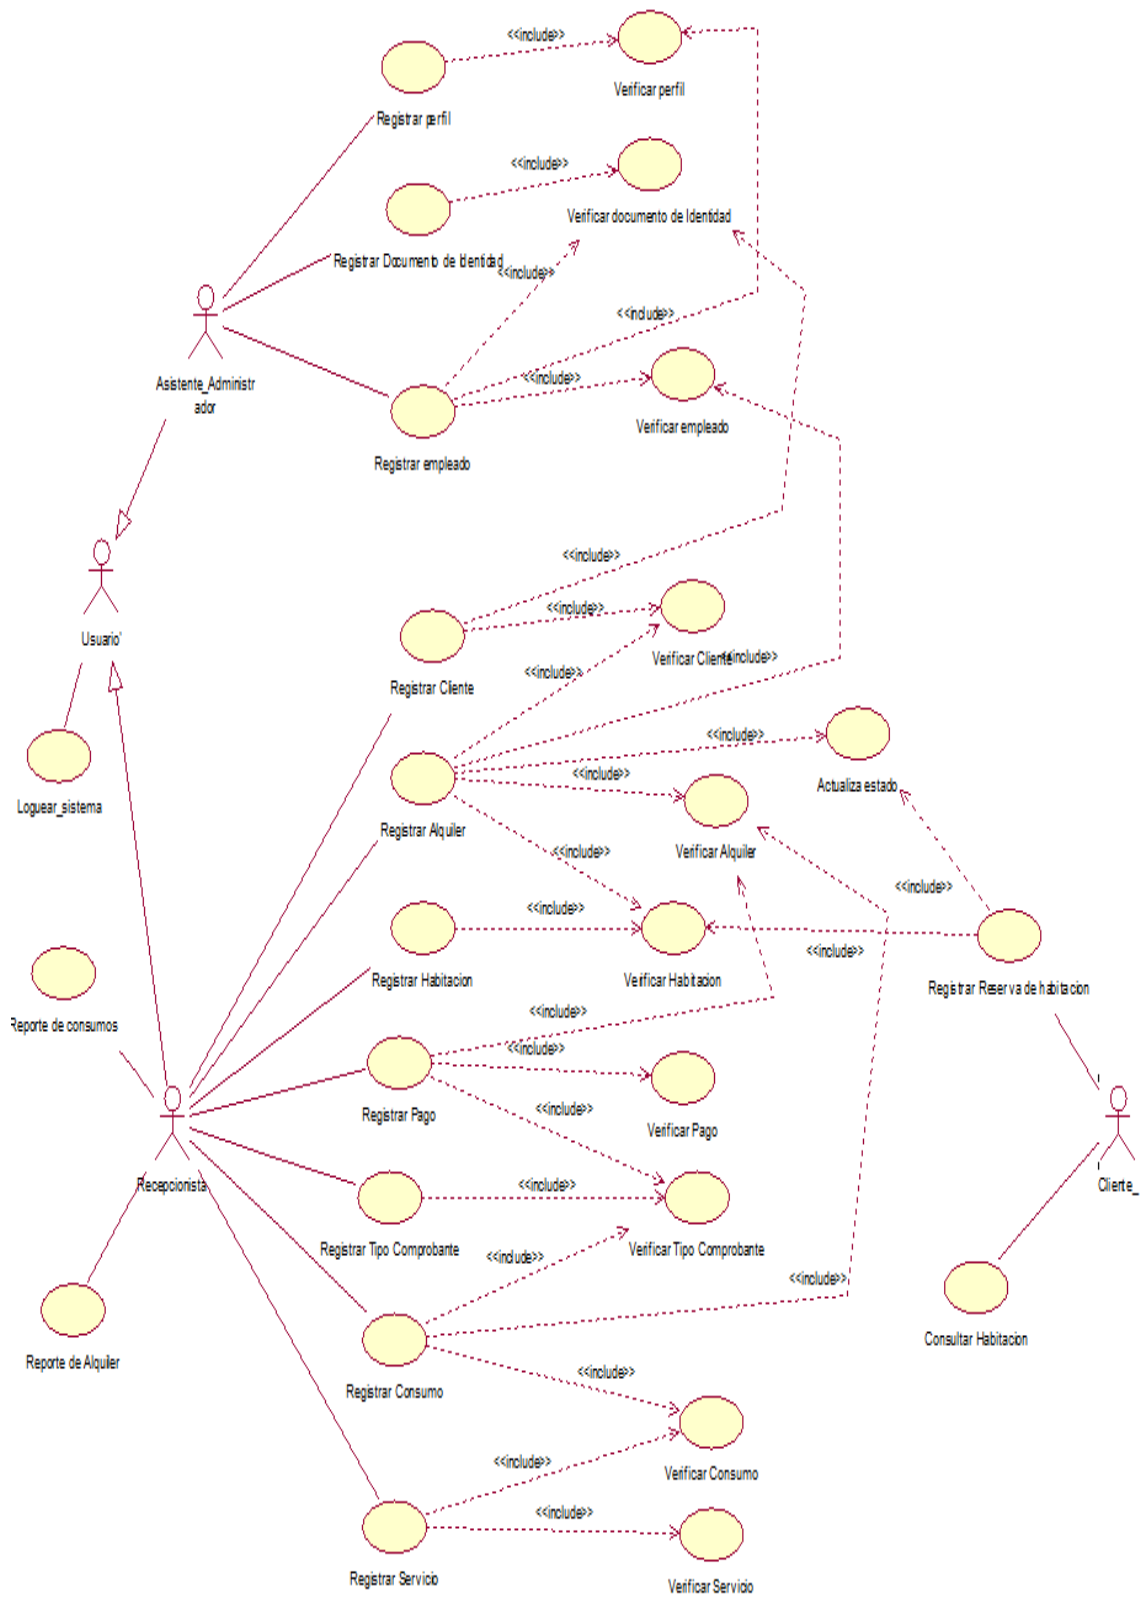 <<include>>
Verificar perfil
Registrar perfil
<<include>>
Verificar documento de Identidad
Registrar Documento de Identidad
<<include>>
<<include>>
Asistente_Administr
ador
<<include>>
Verificar empleado
Registrar empleado
<<include>>
<<include>>
Usuario'
Verificar Cliente
<<include>>
<<include>>
Registrar Cliente
<<include>>
<<include>>
Actualiza estado
Loguear_sistema
Registrar Alquiler
<<include>>
Verificar Alquiler
<<include>>
<<include>>
<<include>>
Registrar Habitacion
Verificar Habitacion
Registrar Reserva de habitacion
Reporte de consumos
<<include>>
<<include>>
Registrar Pago
<<include>>
Verificar Pago
Recepcionista
<<include>>
Cliente_
Registrar Tipo Comprobante
<<include>>
Verificar Tipo Comprobante
<<include>>
Consultar Habitacion
Reporte de Alquiler
<<include>>
Registrar Consumo
<<include>>
Verificar Consumo
<<include>>
Registrar Servicio
Verificar Servicio